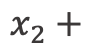 x₂ +